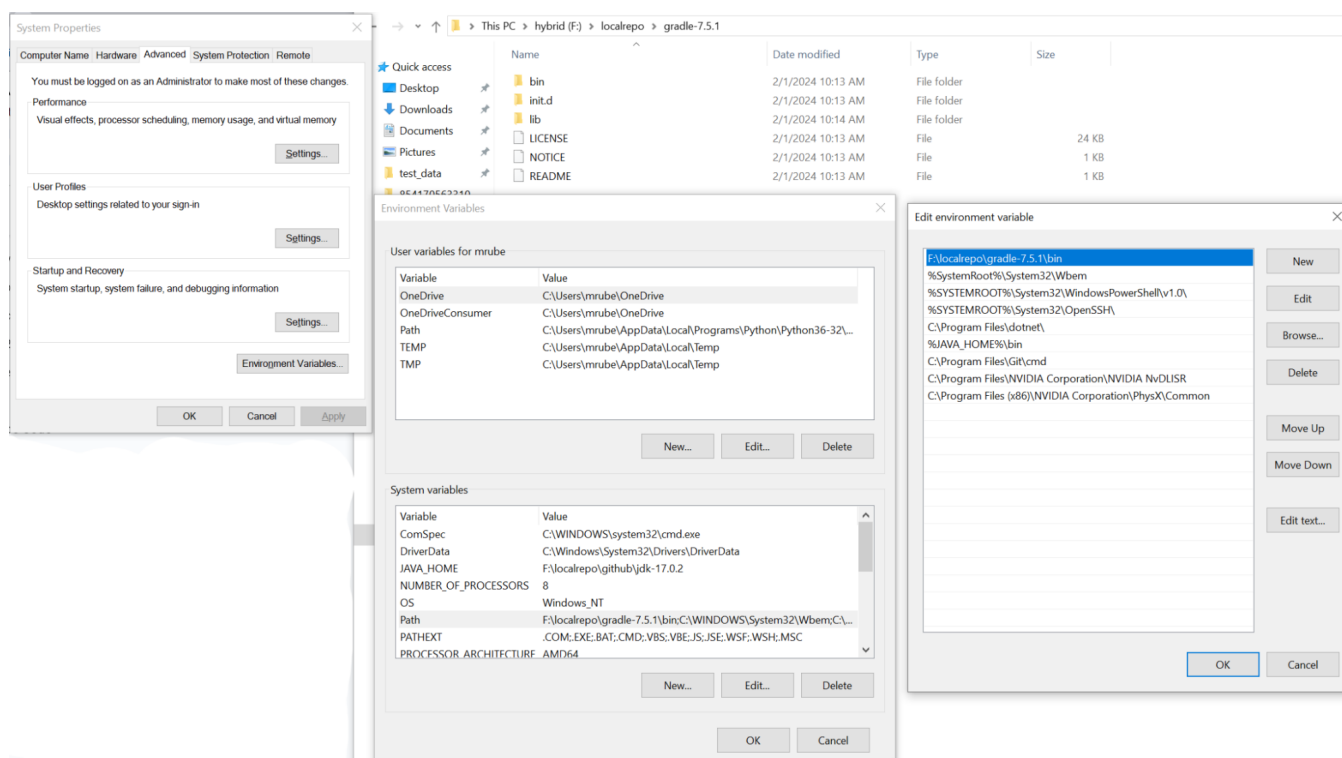 System Properties
Computer Name Hardware Advanced System Protection Remote
You must be logged on as an Administrator to make most of these changes.
Performance
Visual effects, processor scheduling, memory usage, and virtual memory
Settings...
User Profiles
Desktop settings related to your sign-in
Settings...
Startup and Recovery
System startup, system failure, and debugging information
Settings...
Environment Variables...
OK Cancel Apply
This PC > hybrid (F:) > localrepo > gradle-7.5.1
Name Date modified Type Size
Quick access
Desktop
Downloads
Documents
Pictures
test_data
854179563310
bin 2/1/2024 10:13 AM File folder
init.d 2/1/2024 10:13 AM File folder
lib 2/1/2024 10:14 AM File folder
LICENSE 2/1/2024 10:13 AM File 24 KB
NOTICE 2/1/2024 10:13 AM File 1 KB
README 2/1/2024 10:13 AM File 1 KB
Environment Variables
User variables for mrube
Variable Value
OneDrive C:\Users\mrube\OneDrive
OneDriveConsumer C:\Users\mrube\OneDrive
Path C:\Users\mrube\AppData\Local\Programs\Python\Python36-32\...
TEMP C:\Users\mrube\AppData\Local\Temp
TMP C:\Users\mrube\AppData\Local\Temp
New... Edit... Delete
System variables
Variable Value
ComSpec C:\WINDOWS\system32\cmd.exe
DriverData C:\Windows\System32\Drivers\DriverData
JAVA_HOME F:\localrepo\github\jdk-17.0.2
NUMBER_OF_PROCESSORS 8
OS Windows_NT
Path F:\localrepo\gradle-7.5.1\bin;C:\WINDOWS\System32\Wbem;C:\...
PATHEXT .COM;.EXE;.BAT;.CMD;.VBS;.VBE;.JS;.JSE;.WSF;.WSH;.MSC
PROCESSOR_ARCHITECTURE AMD64
New... Edit... Delete
OK Cancel
Edit environment variable
F:\localrepo\gradle-7.5.1\bin
%SystemRoot%\System32\Wbem
%SYSTEMROOT%\System32\WindowsPowerShell\v1.0\
%SYSTEMROOT%\System32\OpenSSH\
C:\Program Files\dotnet\
%JAVA_HOME%\bin
C:\Program Files\Git\cmd
C:\Program Files\NVIDIA Corporation\NVIDIA NvDLISR
C:\Program Files (x86)\NVIDIA Corporation\PhysX\Common
New
Edit
Browse...
Delete
Move Up
Move Down
Edit text...
OK Cancel